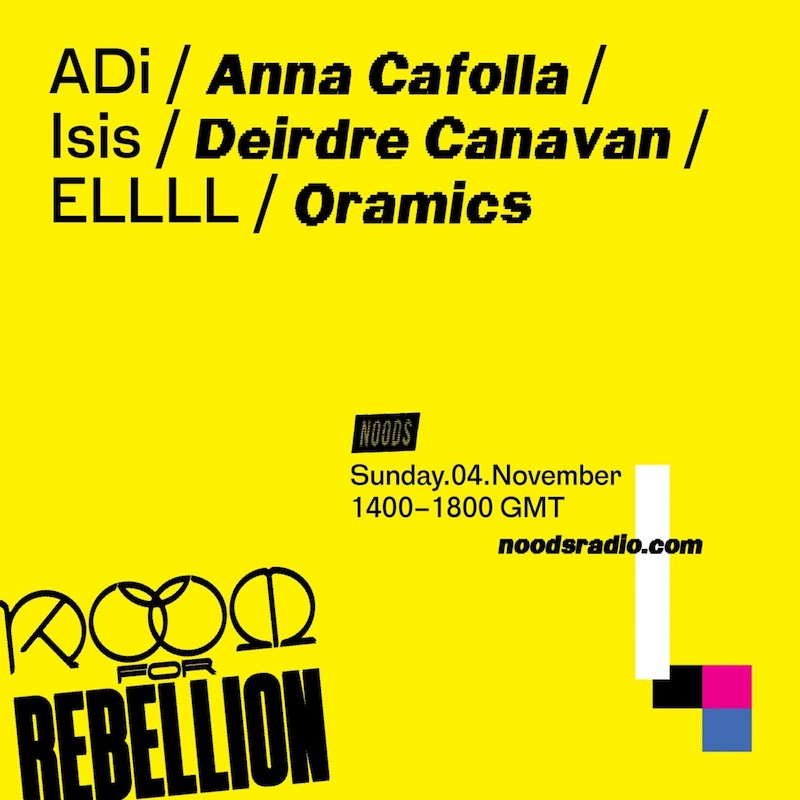 ADi / Anna Cafolla /
Isis / Deirdre Canavan /
ELLLL / Oramics
NOODS
Sunday.04.November
1400–1800 GMT
noodsradio.com
ROOM
FOR
REBELLION